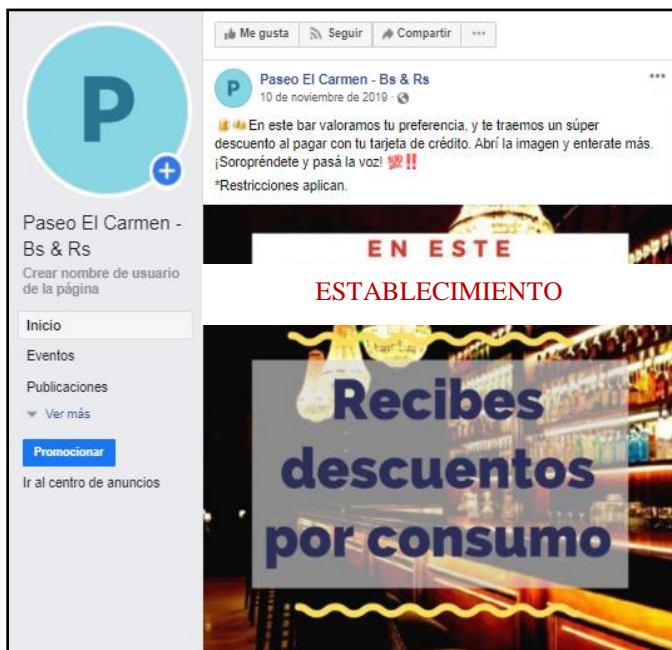 Me gusta Seguir Compartir ...
P
Paseo El Carmen - Bs & Rs
10 de noviembre de 2019 ·
🍺🍻 En este bar valoramos tu preferencia, y te traemos un súper
descuento al pagar con tu tarjeta de crédito. Abrí la imagen y enterate más.
¡Soropréndete y pasá la voz! 💯‼️
*Restricciones aplican.
P
Paseo El Carmen -
Bs & Rs
Crear nombre de usuario
de la página
Inicio
Eventos
Publicaciones
Ver más
Promocionar
Ir al centro de anuncios
EN ESTE
ESTABLECIMIENTO
Recibes
descuentos
por consumo